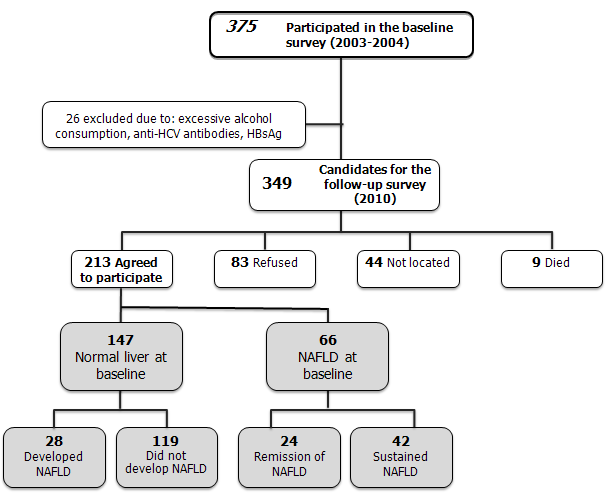 375 Participated in the baseline
survey (2003-2004)
26 excluded due to: excessive alcohol
consumption, anti-HCV antibodies, HBsAg
349 Candidates for the
follow-up survey
(2010)
213 Agreed
to participate
83 Refused
44 Not located
9 Died
147
Normal liver at
baseline
66
NAFLD at
baseline
28
Developed
NAFLD
119
Did not
develop NAFLD
24
Remission of
NAFLD
42
Sustained
NAFLD